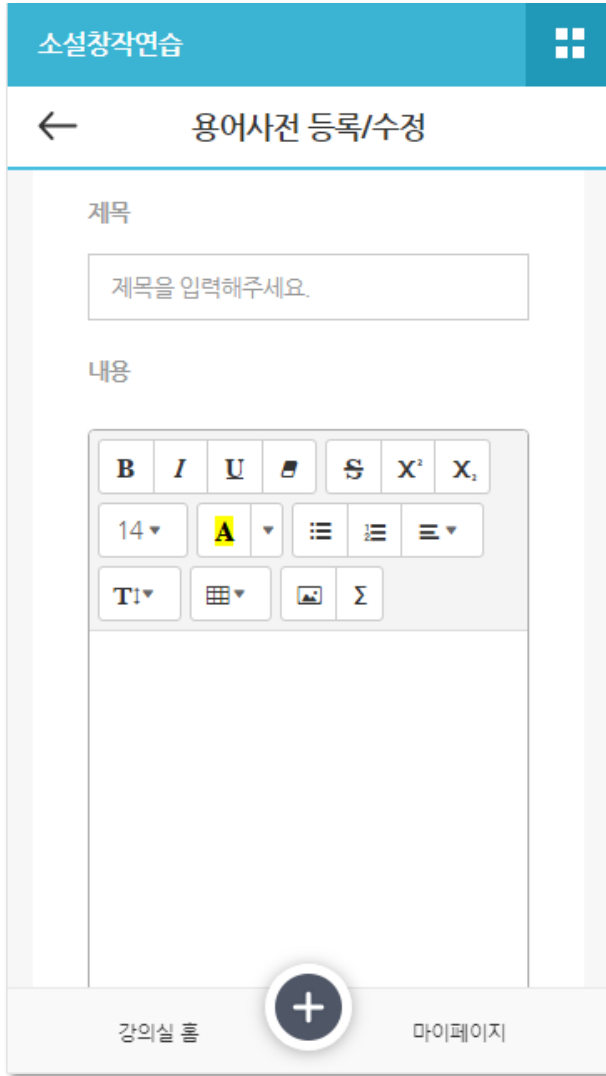 소설창작연습
용어사전 등록/수정
제목
제목을 입력해주세요.
내용
B I U S X² X₂
14 A
T
Σ
강의실 홈 마이페이지